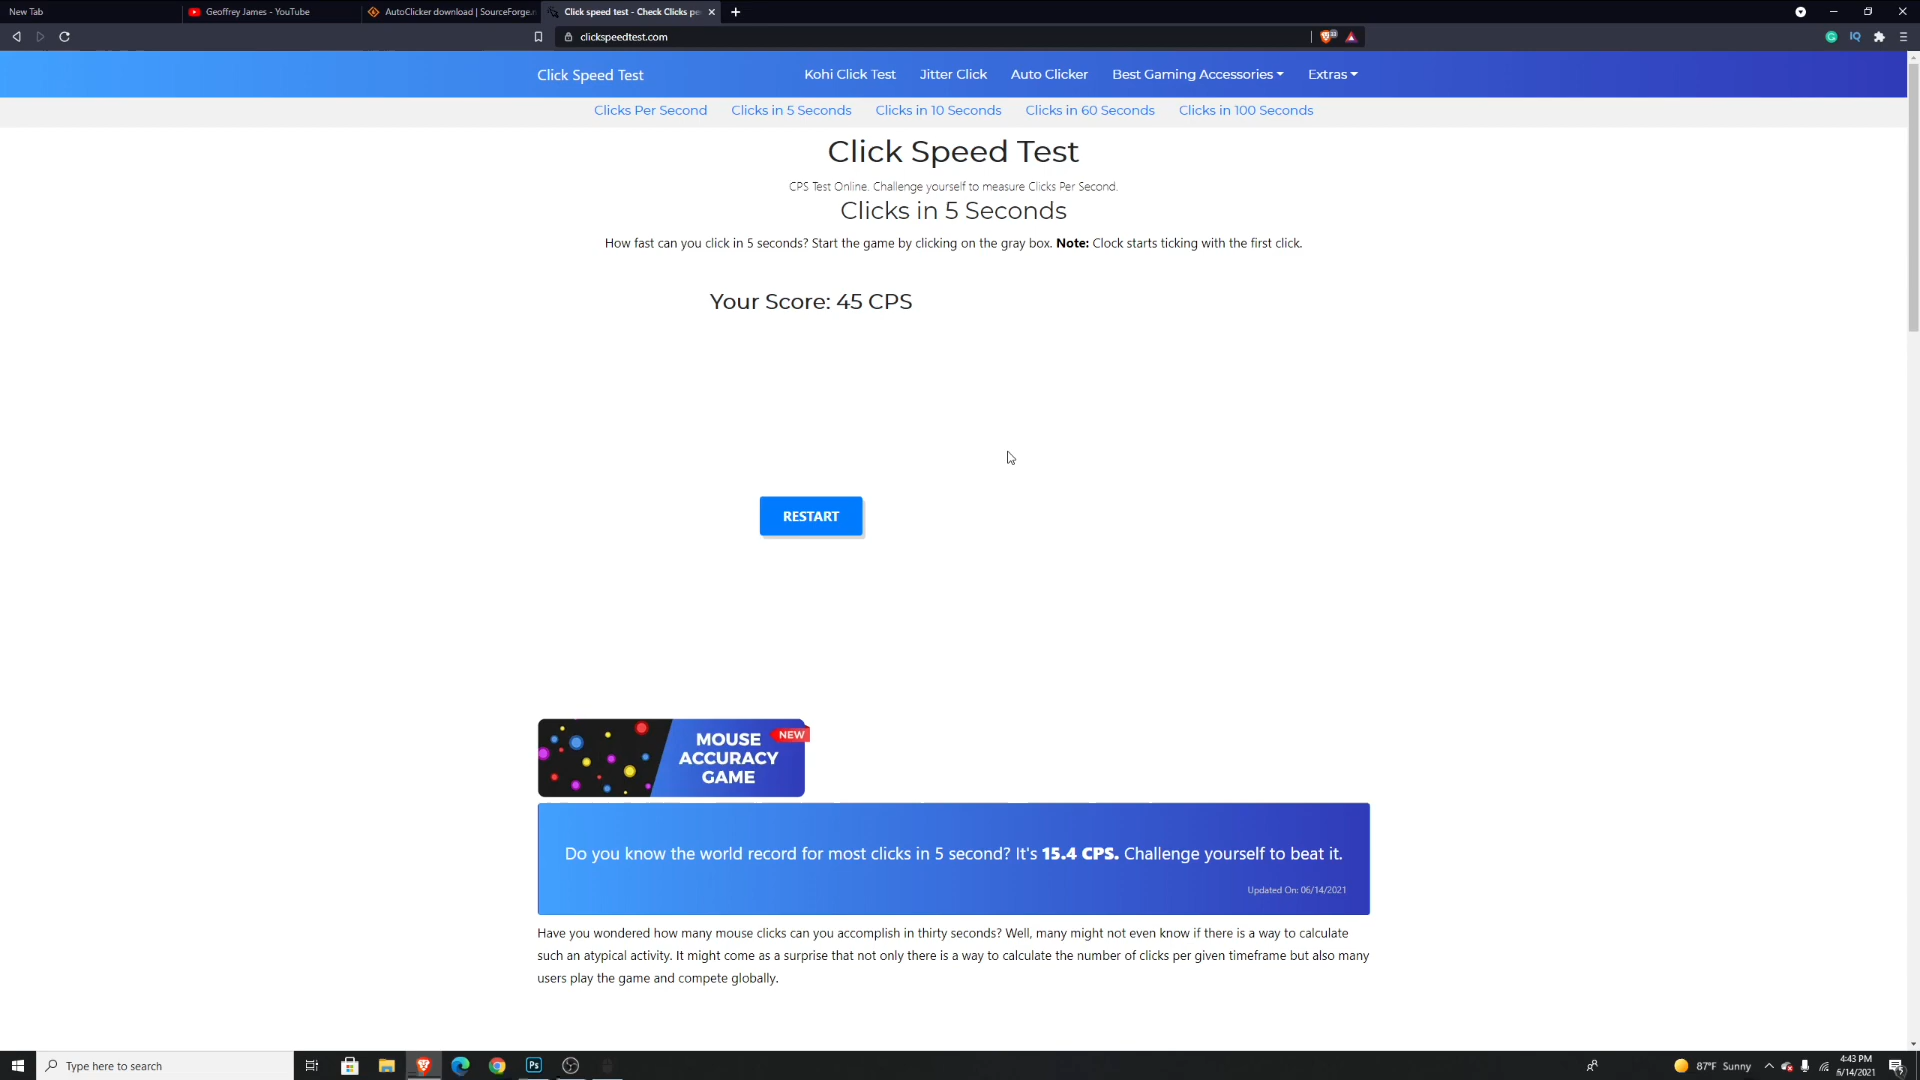 New Tab
Geoffrey James - YouTube
AutoClicker download | SourceForge.n
Click speed test - Check Clicks pe
clickspeedtest.com
Click Speed Test
Kohi Click Test
Jitter Click
Auto Clicker
Best Gaming Accessories
Extras
Clicks Per Second
Clicks in 5 Seconds
Clicks in 10 Seconds
Clicks in 60 Seconds
Clicks in 100 Seconds
Click Speed Test
CPS Test Online. Challenge yourself to measure Clicks Per Second.
Clicks in 5 Seconds
How fast can you click in 5 seconds? Start the game by clicking on the gray box. Note: Clock starts ticking with the first click.
Your Score: 45 CPS
RESTART
MOUSE
ACCURACY
GAME
NEW
Do you know the world record for most clicks in 5 second? It's 15.4 CPS. Challenge yourself to beat it.
Updated On: 06/14/2021
Have you wondered how many mouse clicks can you accomplish in thirty seconds? Well, many might not even know if there is a way to calculate
such an atypical activity. It might come as a surprise that not only there is a way to calculate the number of clicks per given timeframe but also many
users play the game and compete globally.
Type here to search
Ps
IQ
87°F Sunny
4:43 PM
6/14/2021